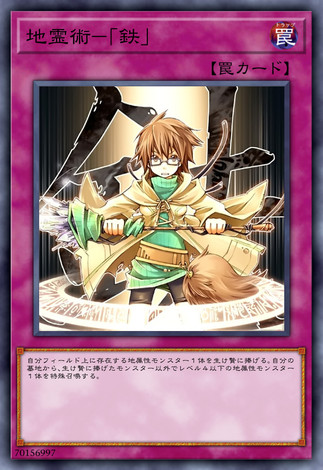 地霊術－「鉄」
トラップ
罠
【罠カード】
自分フィールド上に存在する地属性モンスター１体を生け贄に捧げる。自分の
墓地から、生け贄に捧げたモンスター以外でレベル４以下の地属性モンスター
１体を特殊召喚する。
70156997